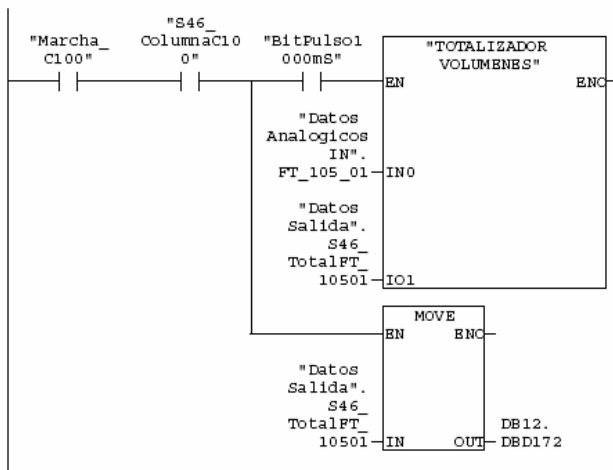 "S46_
"Marcha_
ColumnaC10
"BitPulso1
C100"
0"
000mS"
"TOTALIZADOR
VOLUMENES"
EN
ENO
"Datos
Analogicos
IN".
FT_105_01
IN0
"Datos
Salida".
S46_
TotalFT_
10501
IO1
MOVE
EN
ENO
"Datos
Salida".
S46_
TotalFT_
10501
IN
OUT
DB12.
DBD172